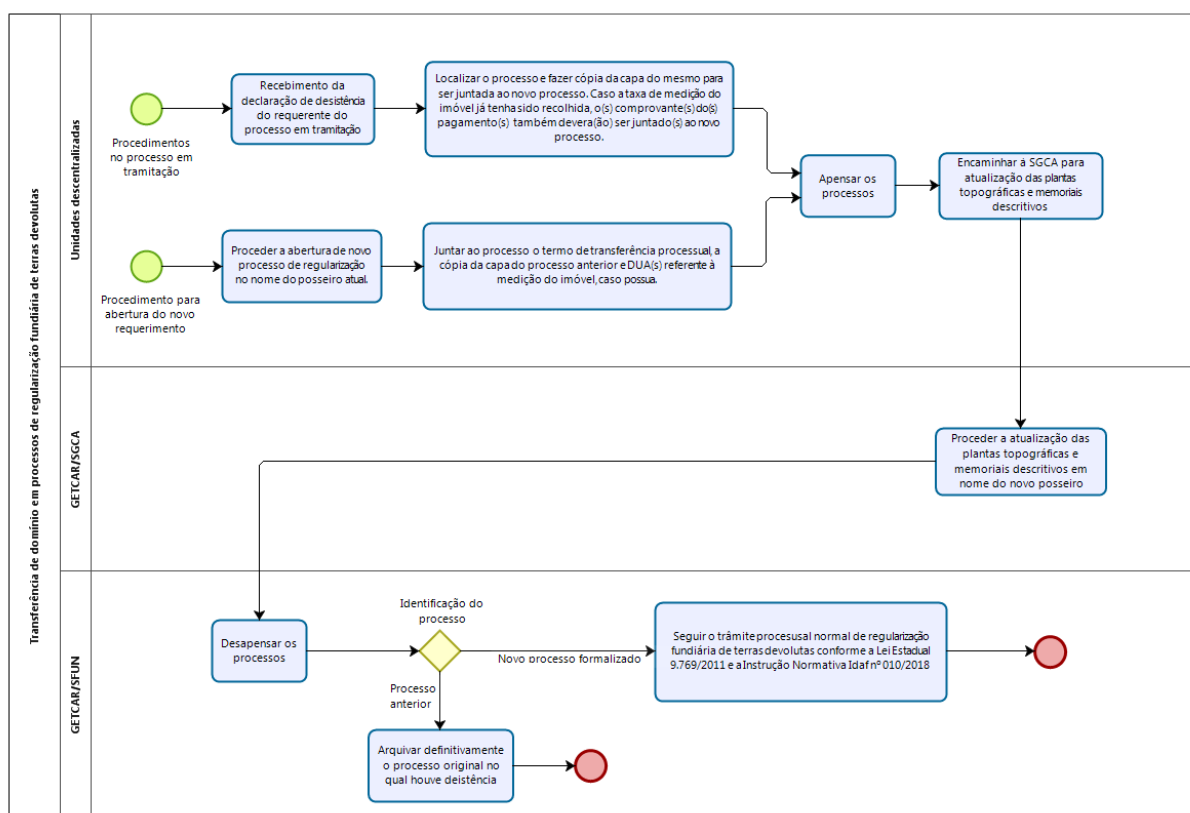 Transferência de domínio em processos de regularização fundiária de terras devolutas
Unidades descentalizadas
Procedimentos
no processo em
tramitação
Recebimento da
declaração de desistência
do requerente do
processo em tramitação
Localizar o processo e fazer cópia da capa do mesmo para
ser juntada ao novo processo. Caso a taxa de medição do
imóvel já tenha sido recolhida, o(s) comprovante(s) do(s)
pagamento(s) também devera(ão) ser juntado(s) ao novo
processo.
Apensar os
processos
Encaminhar à SGCA para
atualização das plantas
topográficas e memoriais
descritivos
Procedimento para
abertura do novo
requerimento
Proceder a abertura de novo
processo de regularização
no nome do posseiro atual.
Juntar ao processo o termo de transferência processual, a
cópia da capa do processo anterior e DUA(s) referente à
medição do imóvel, caso possua.
GETCAR/SGCA
Proceder a atualização das
plantas topográficas e
memoriais descritivos em
nome do novo posseiro
GETCAR/SFUN
Desapensar os
processos
Identificação do
processo
Novo processo formalizado
Seguir o trâmite procesusal normal de regularização
fundiária de terras devolutas conforme a Lei Estadual
9.769/2011 e a Instrução Normativa Idaf nº 010/2018
Processo
anterior
Arquivar definitivamente
o processo original no
qual houve deistência